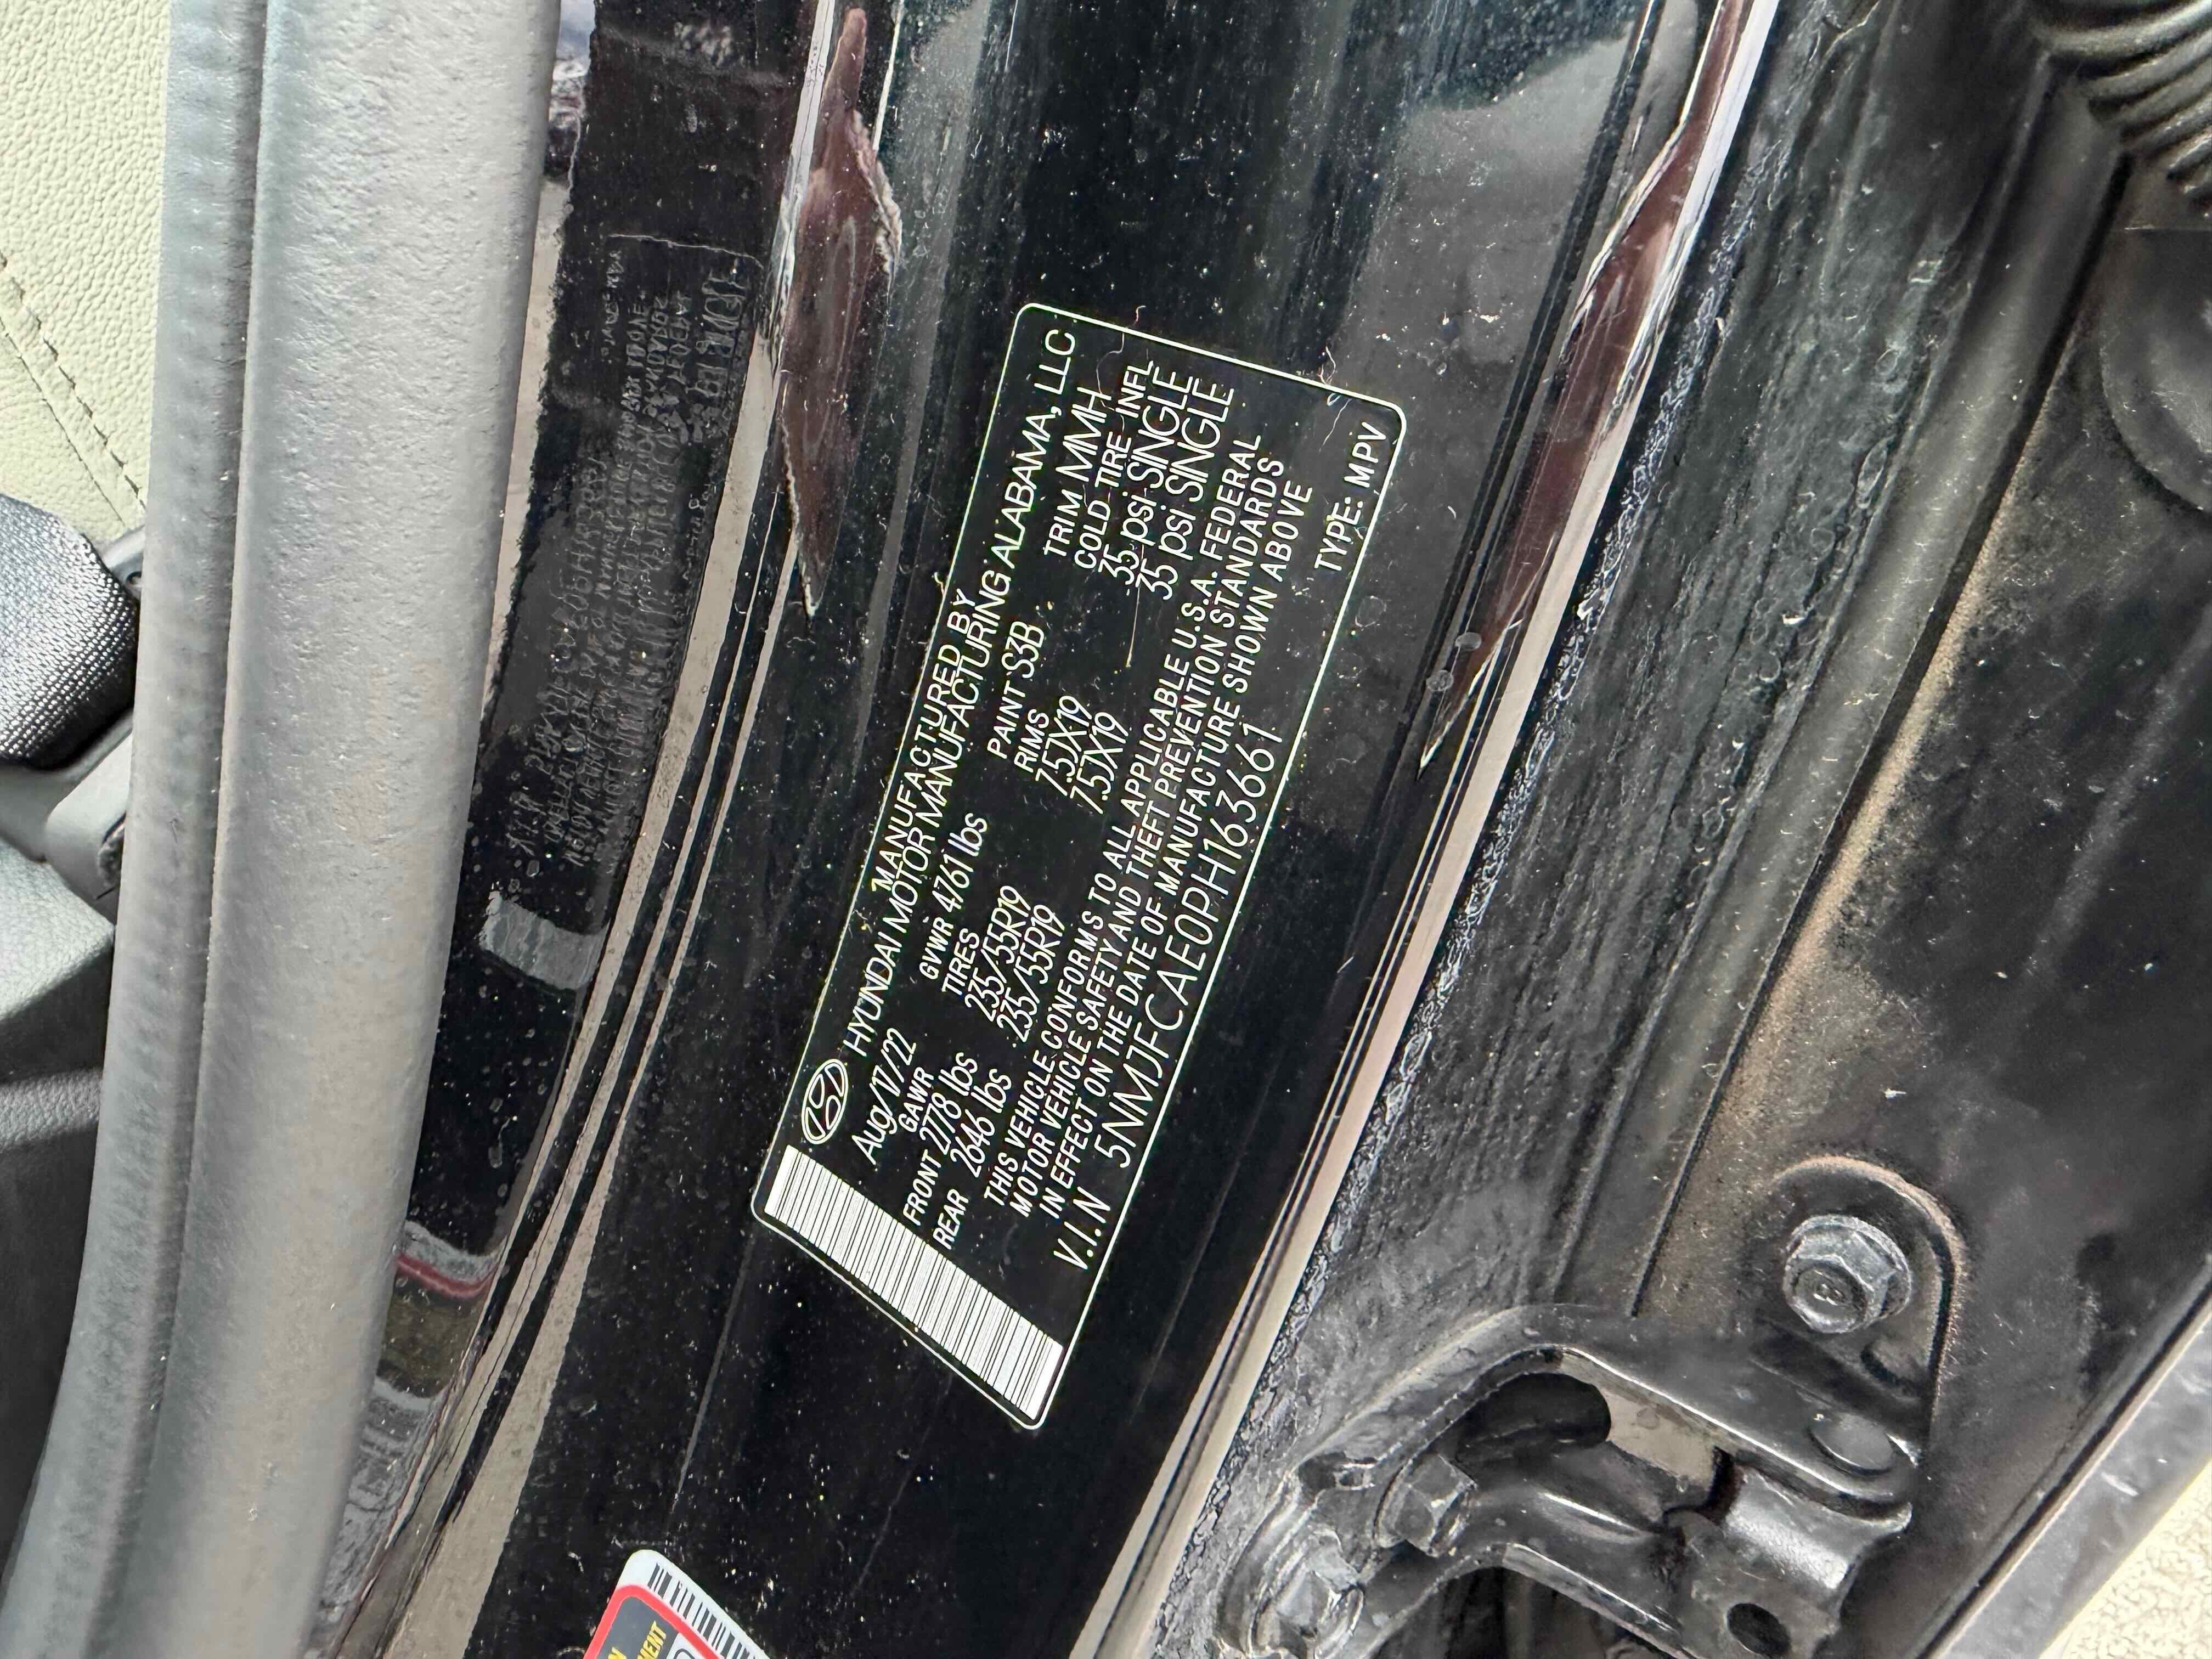 MANUFACTURED BY
HYUNDAI MOTOR MANUFACTURING ALABAMA, LLC
Aug/17/22 GVWR 4761 lbs PAINT S3B TRIM MMH
GAWR TIRES RIMS COLD TIRE INFL
FRONT 2778 lbs 235/55R19 7.5JX19 35 psi SINGLE
REAR 2646 lbs 235/55R19 7.5JX19 35 psi SINGLE
THIS VEHICLE CONFORMS TO ALL APPLICABLE U.S.A. FEDERAL
MOTOR VEHICLE SAFETY AND THEFT PREVENTION STANDARDS
IN EFFECT ON THE DATE OF MANUFACTURE SHOWN ABOVE
V.I.N 5NMJFCAE0PH163661 TYPE: MPV